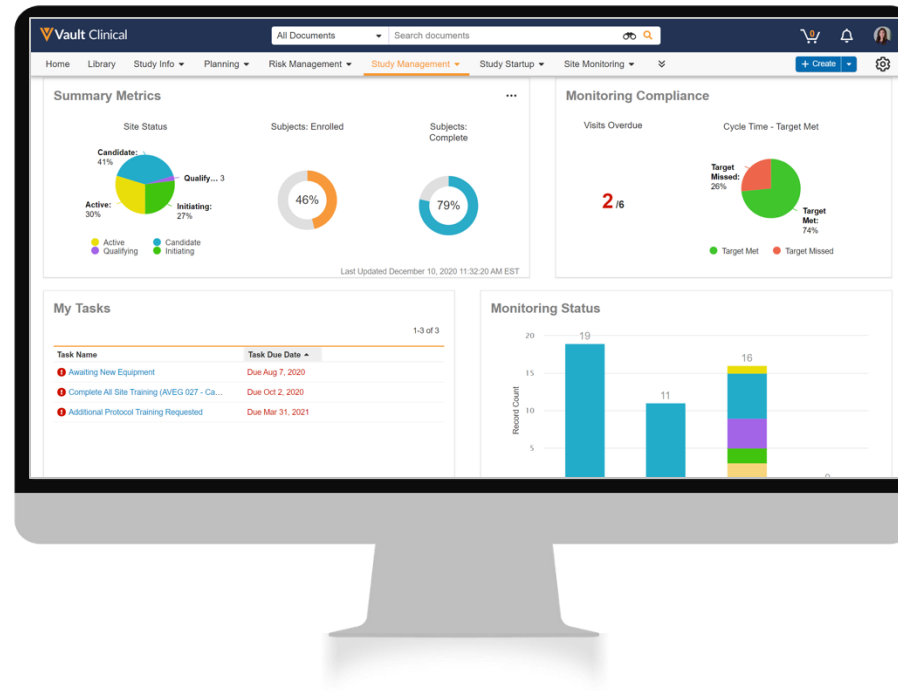 Vault Clinical
All Documents
Search documents
0
Home Library Study Info Planning Risk Management Study Management Study Startup Site Monitoring
+ Create
Summary Metrics
...
Site Status
Subjects: Enrolled
Subjects:
Complete
Candidate:
41%
Qualify... 3
Active:
30%
Initiating:
27%
46%
79%
Active Candidate
Qualifying Initiating
Last Updated December 10, 2020 11:32:20 AM EST
Monitoring Compliance
Visits Overdue
Cycle Time - Target Met
2 /6
Target
Missed:
26%
Target
Met:
74%
Target Met Target Missed
My Tasks
1-3 of 3
Task Name Task Due Date
Awaiting New Equipment Due Aug 7, 2020
Complete All Site Training (AVEG 027 - Ca... Due Oct 2, 2020
Additional Protocol Training Requested Due Mar 31, 2021
Monitoring Status
Record Count
20
15
10
5
19
11
16